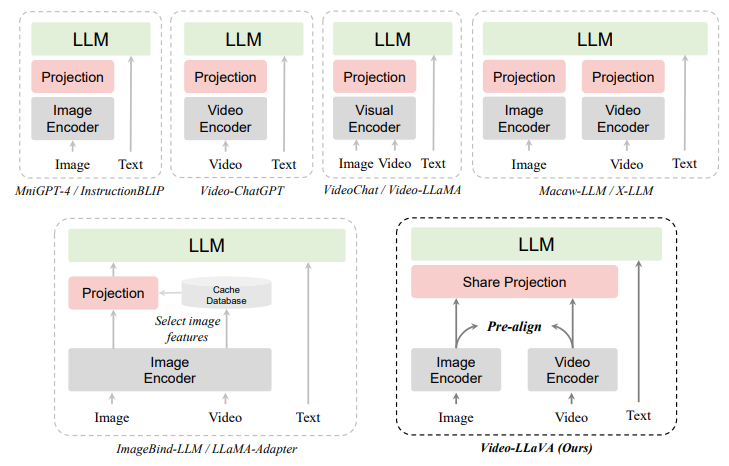 LLM
Projection
Image
Encoder
Image
Text
MniGPT-4 / InstructionBLIP
LLM
Projection
Video
Encoder
Video
Text
Video-ChatGPT
LLM
Projection
Visual
Encoder
Image Video Text
VideoChat / Video-LLaMA
LLM
Projection
Projection
Image
Encoder
Video
Encoder
Image
Video
Text
Macaw-LLM / X-LLM
LLM
Projection
Cache
Database
Select image
features
Image
Encoder
Image
Video
Text
ImageBind-LLM / LLaMA-Adapter
LLM
Share Projection
Pre-align
Image
Encoder
Video
Encoder
Image
Video
Text
Video-LLaVA (Ours)